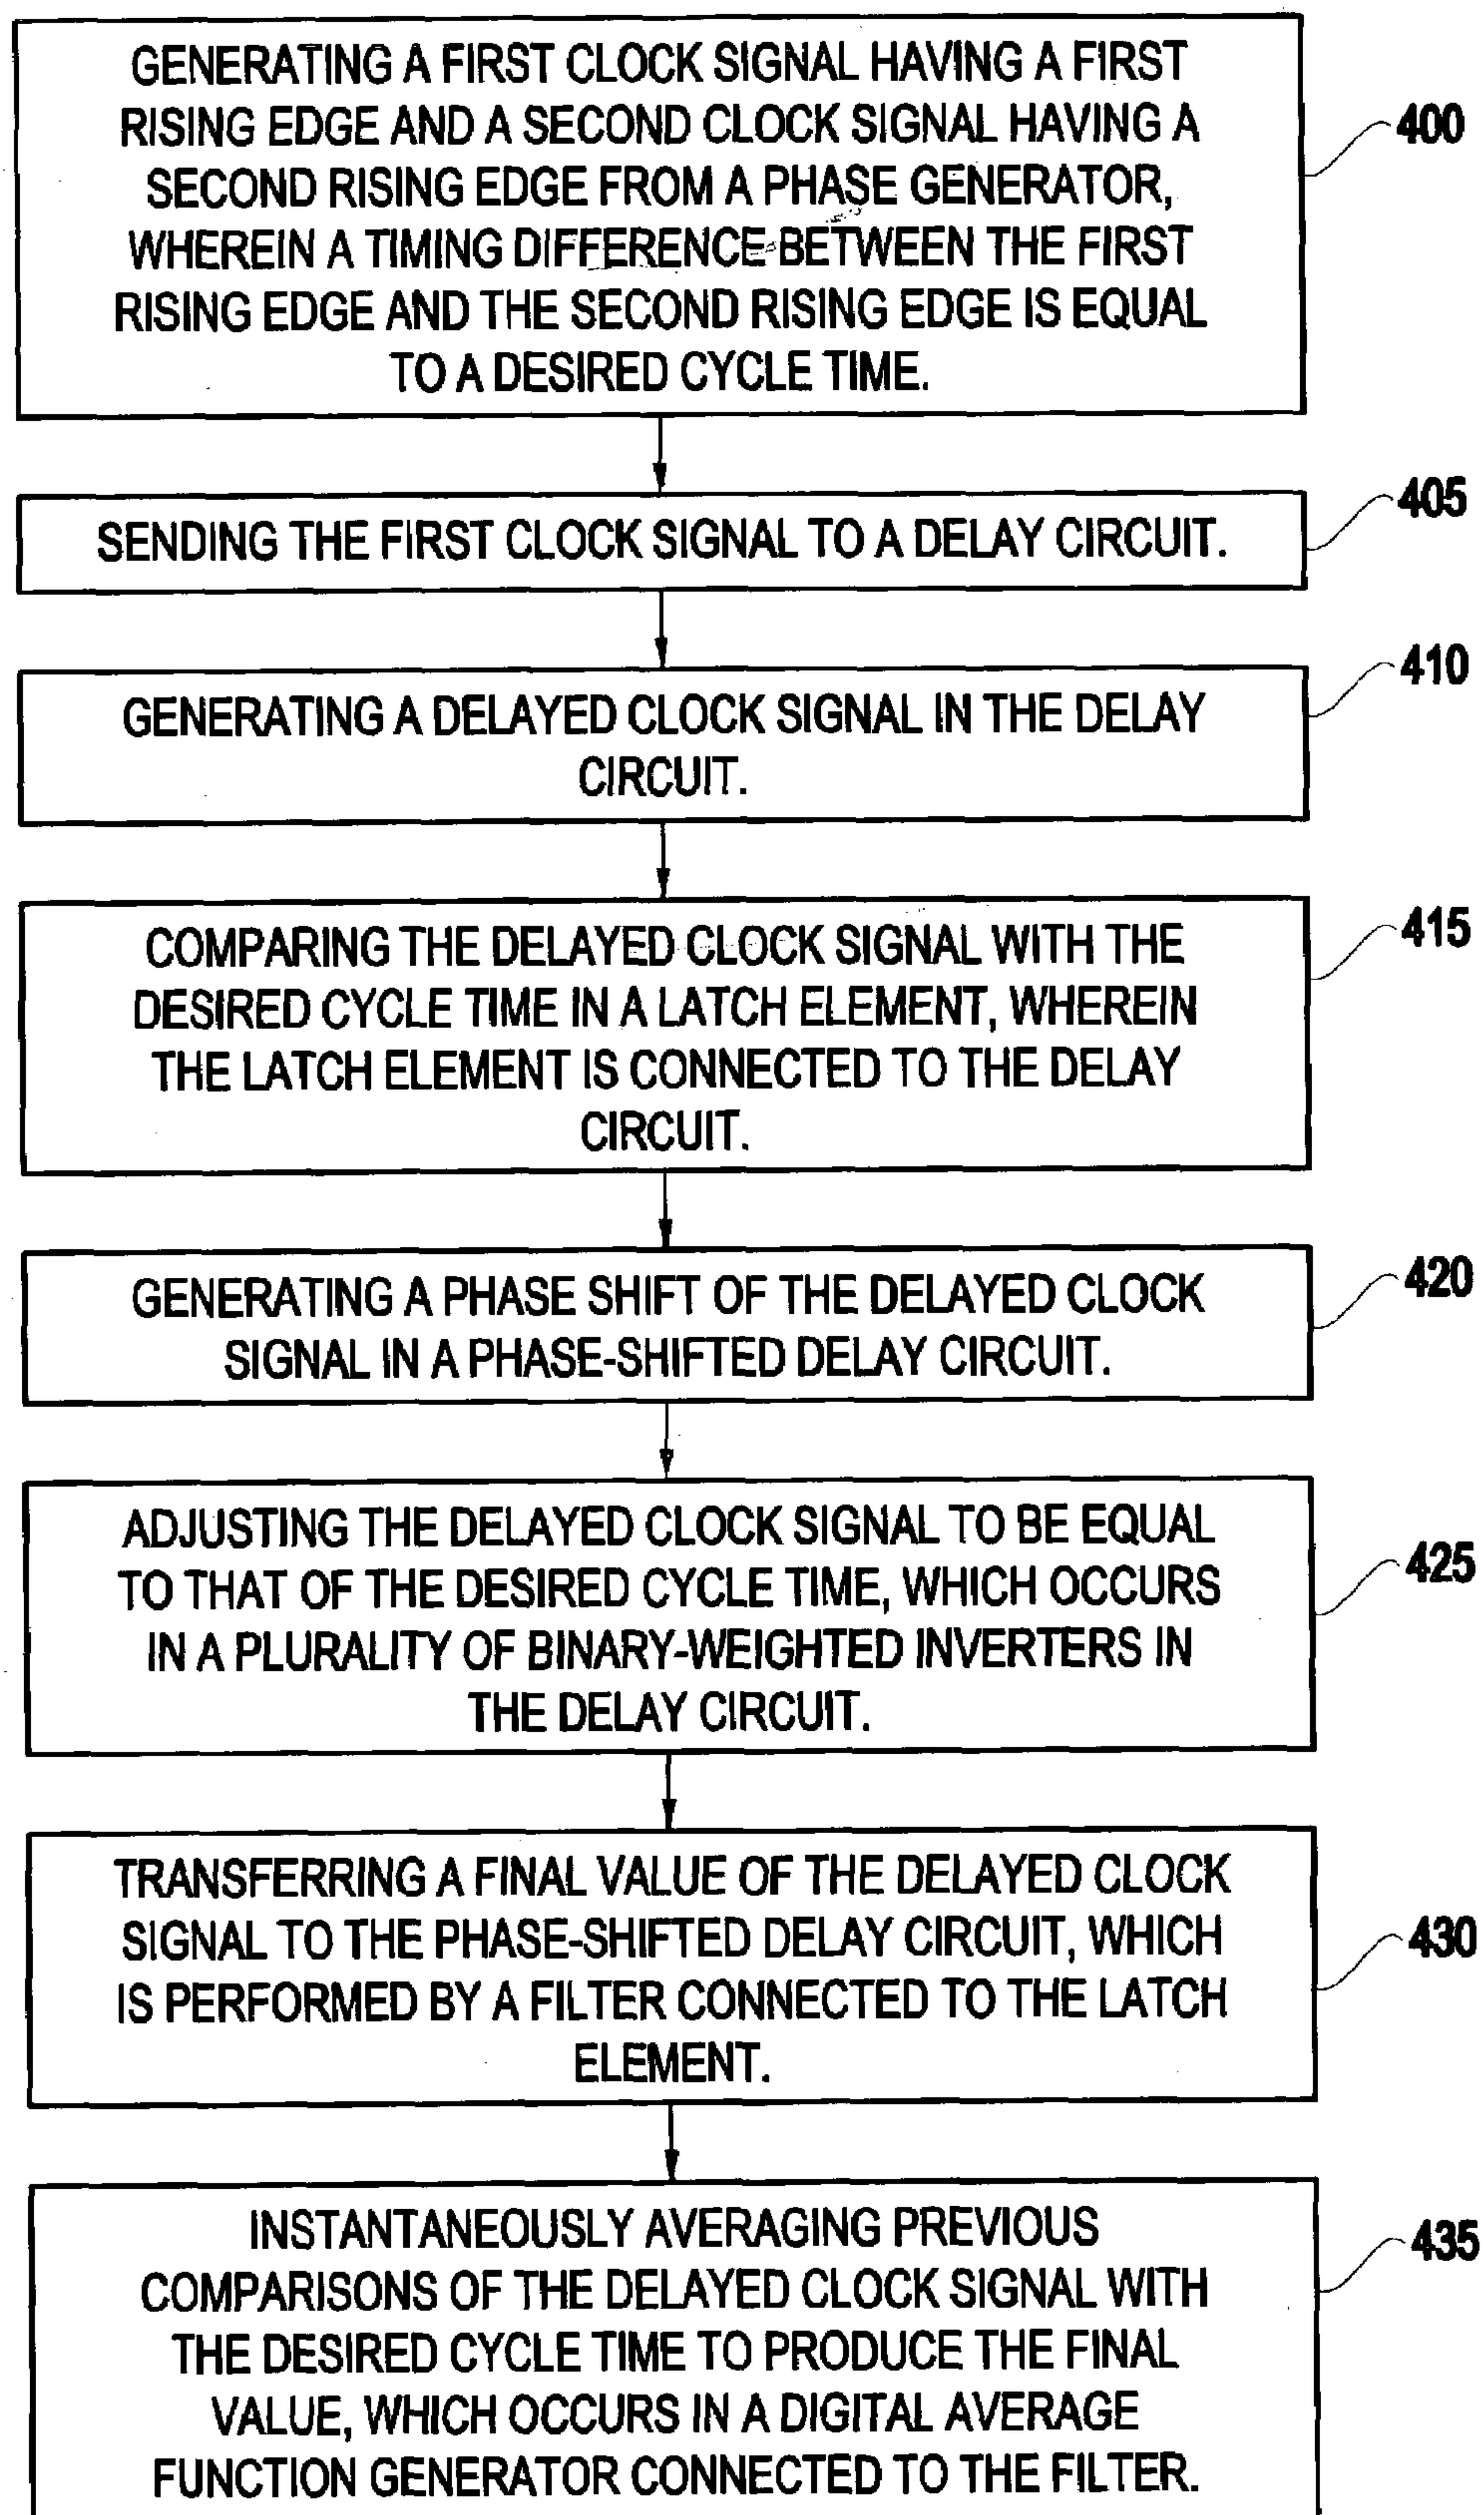 GENERATING A FIRST CLOCK SIGNAL HAVING A FIRST
RISING EDGE AND A SECOND CLOCK SIGNAL HAVING A
SECOND RISING EDGE FROM A PHASE GENERATOR,
WHEREIN A TIMING DIFFERENCE BETWEEN THE FIRST
RISING EDGE AND THE SECOND RISING EDGE IS EQUAL
TO A DESIRED CYCLE TIME.
400
SENDING THE FIRST CLOCK SIGNAL TO A DELAY CIRCUIT.
405
GENERATING A DELAYED CLOCK SIGNAL IN THE DELAY
CIRCUIT.
410
COMPARING THE DELAYED CLOCK SIGNAL WITH THE
DESIRED CYCLE TIME IN A LATCH ELEMENT, WHEREIN
THE LATCH ELEMENT IS CONNECTED TO THE DELAY
CIRCUIT.
415
GENERATING A PHASE SHIFT OF THE DELAYED CLOCK
SIGNAL IN A PHASE-SHIFTED DELAY CIRCUIT.
420
ADJUSTING THE DELAYED CLOCK SIGNAL TO BE EQUAL
TO THAT OF THE DESIRED CYCLE TIME, WHICH OCCURS
IN A PLURALITY OF BINARY-WEIGHTED INVERTERS IN
THE DELAY CIRCUIT.
425
TRANSFERRING A FINAL VALUE OF THE DELAYED CLOCK
SIGNAL TO THE PHASE-SHIFTED DELAY CIRCUIT, WHICH
IS PERFORMED BY A FILTER CONNECTED TO THE LATCH
ELEMENT.
430
INSTANTANEOUSLY AVERAGING PREVIOUS
COMPARISONS OF THE DELAYED CLOCK SIGNAL WITH
THE DESIRED CYCLE TIME TO PRODUCE THE FINAL
VALUE, WHICH OCCURS IN A DIGITAL AVERAGE
FUNCTION GENERATOR CONNECTED TO THE FILTER.
435